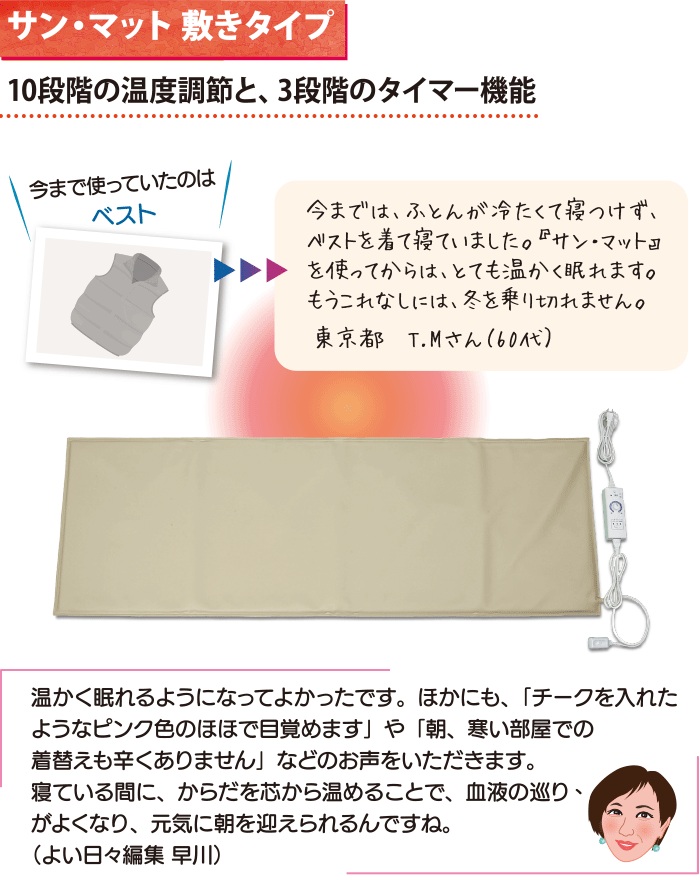 サン・マット 敷きタイプ
10段階の温度調節と、3段階のタイマー機能
今まで使っていたのは
ベスト
今までは、ふとんが冷たくて寝つけず、
ベストを着て寝ていました。『サン・マット』
を使ってからは、とても温かく眠れます。
もうこれなしには、冬を乗り切れません。
東京都 T.Mさん(60代)
温かく眠れるようになってよかったです。ほかにも、「チークを入れた
ようなピンク色のほほで目覚めます」や「朝、寒い部屋での
着替えも辛くありません」などのお声をいただきます。
寝ている間に、からだを芯から温めることで、血液の巡り、
がよくなり、元気に朝を迎えられるんですね。
(よい日々編集 早川)